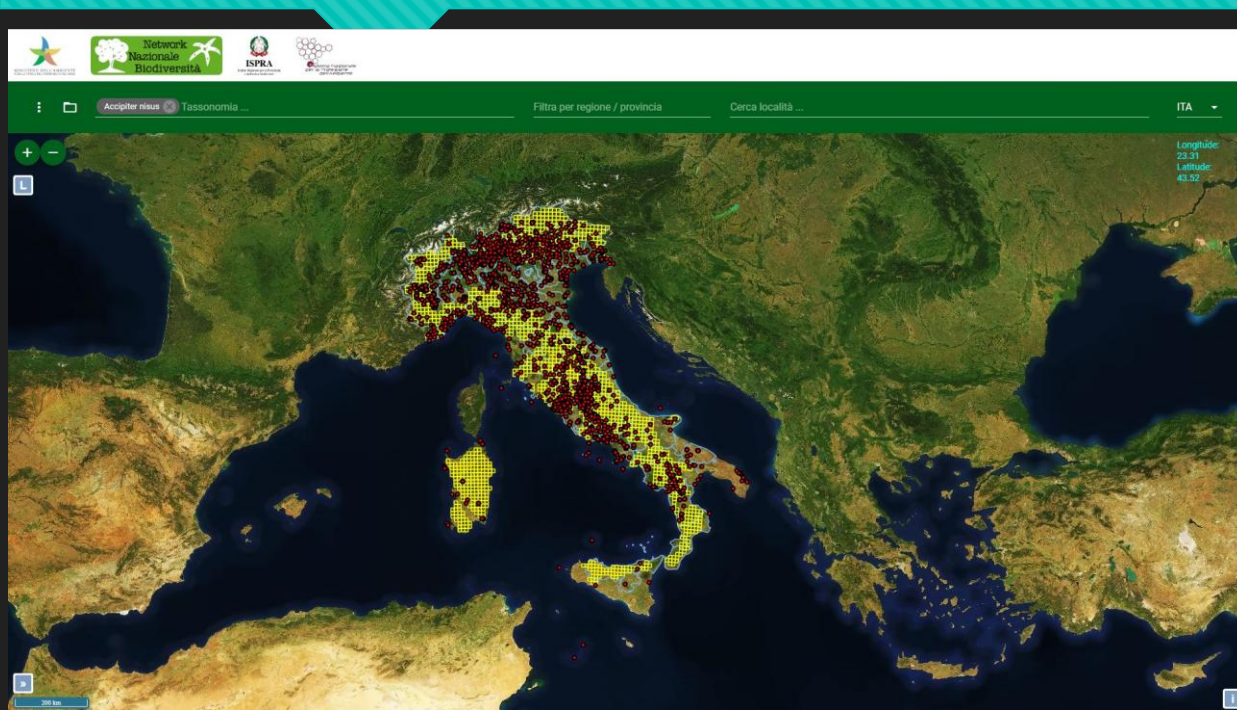 Network
Nazionale
Biodiversità
ISPRA
Accipiter nisus Tassonomia ...
Filtra per regione / provincia
Cerca località ...
ITA
+ −
L
Longitude:
23.31
Latitude:
43.52
»
200 km
i